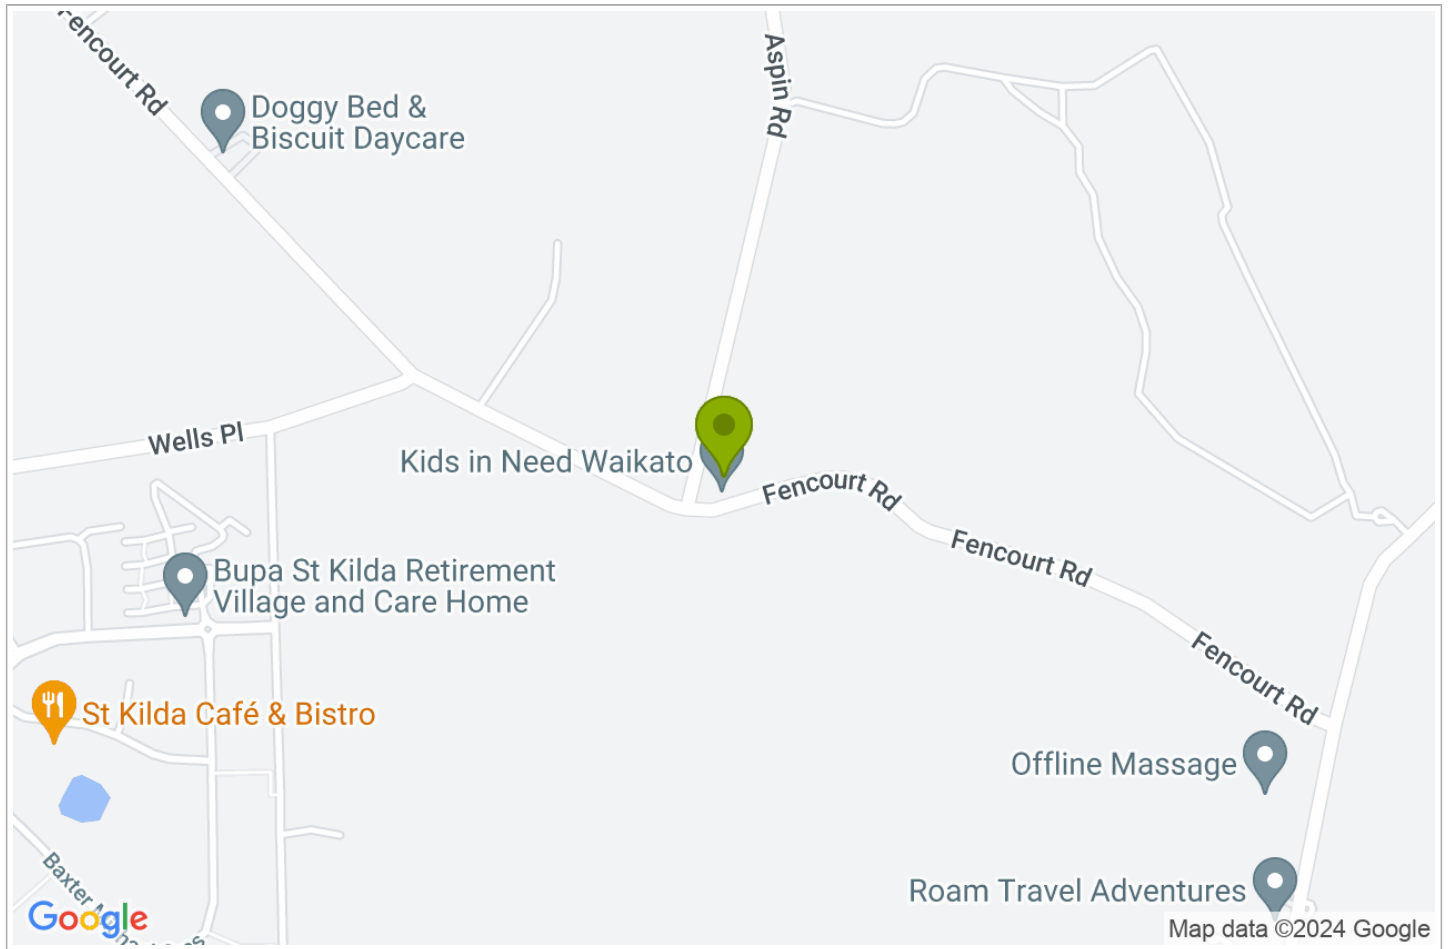 Fencourt Rd
Aspin Rd
Doggy Bed &
Biscuit Daycare
Wells Pl
Kids in Need Waikato
Fencourt Rd
Fencourt Rd
Bupa St Kilda Retirement
Village and Care Home
Fencourt Rd
St Kilda Café & Bistro
Offline Massage
Roam Travel Adventures
Baxter
Google
Map data ©2024 Google